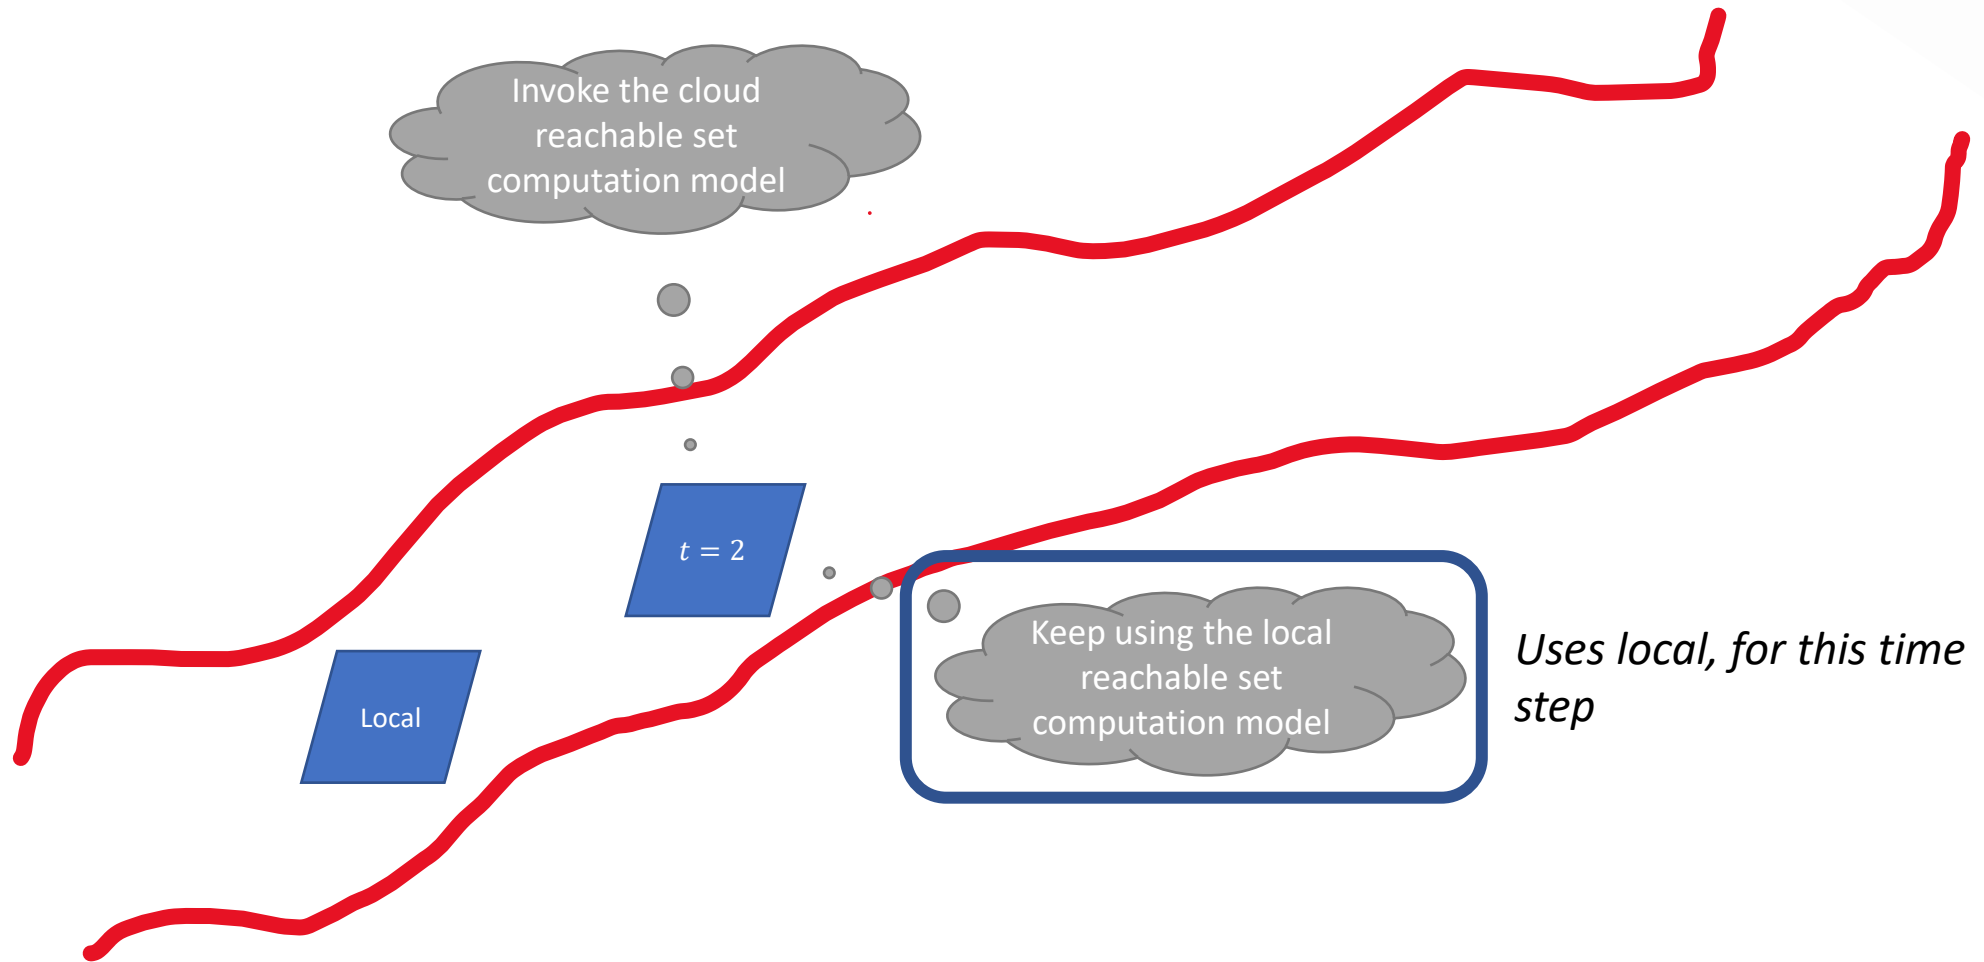 Invoke the cloud
reachable set
computation model
t = 2
Local
Keep using the local
reachable set
computation model
Uses local, for this time
step